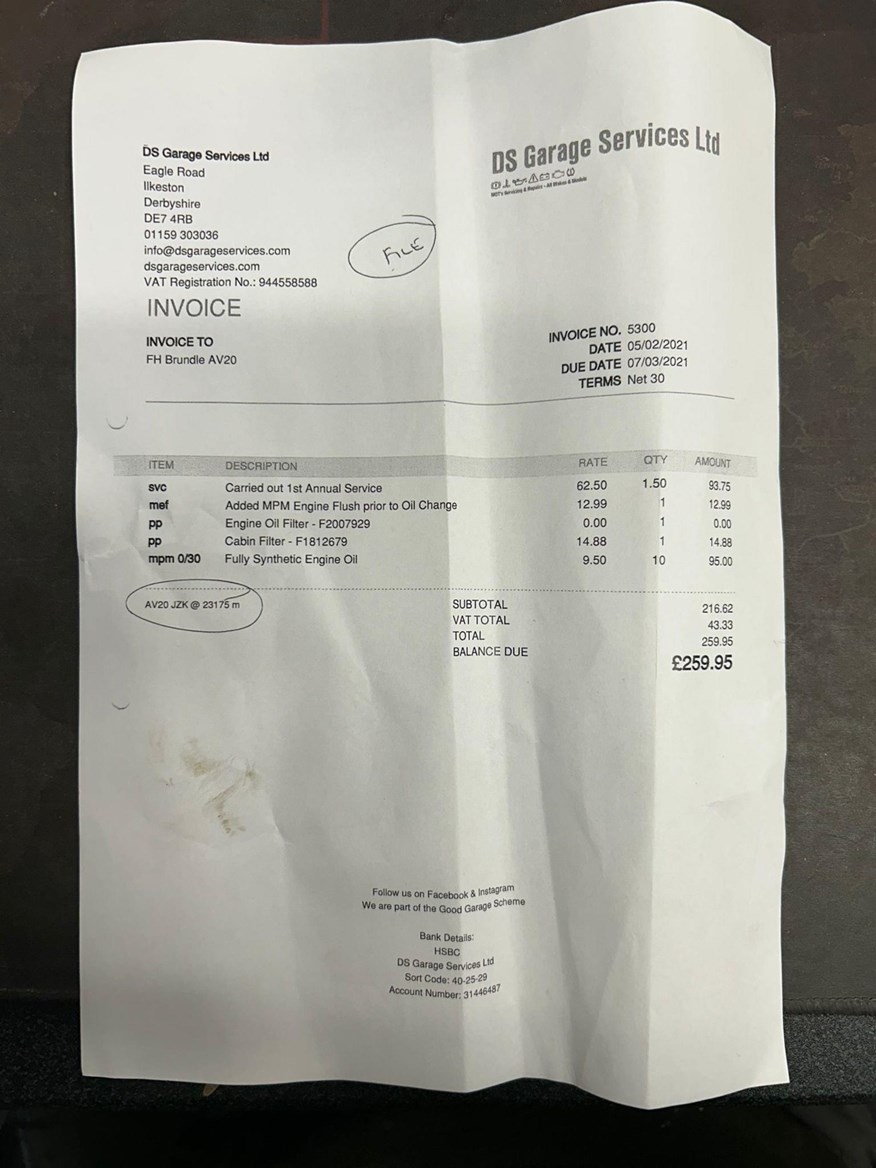 DS Garage Services Ltd
Eagle Road
Ilkeston
Derbyshire
DE7 4RB
01159 303036
info@dsgarageservices.com
dsgarageservices.com
VAT Registration No.: 944558588
DS Garage Services Ltd
MOT's Servicing & Repairs - All Makes & Models
FILE
INVOICE
INVOICE TO
FH Brundle AV20
INVOICE NO. 5300
DATE 05/02/2021
DUE DATE 07/03/2021
TERMS Net 30
ITEM DESCRIPTION RATE QTY AMOUNT
svc Carried out 1st Annual Service 62.50 1.50 93.75
mef Added MPM Engine Flush prior to Oil Change 12.99 1 12.99
pp Engine Oil Filter - F2007929 0.00 1 0.00
pp Cabin Filter - F1812679 14.88 1 14.88
mpm 0/30 Fully Synthetic Engine Oil 9.50 10 95.00
AV20 JZK @ 23175 m
SUBTOTAL 216.62
VAT TOTAL 43.33
TOTAL 259.95
BALANCE DUE £259.95
Follow us on Facebook & Instagram
We are part of the Good Garage Scheme
Bank Details:
HSBC
DS Garage Services Ltd
Sort Code: 40-25-29
Account Number: 31446487